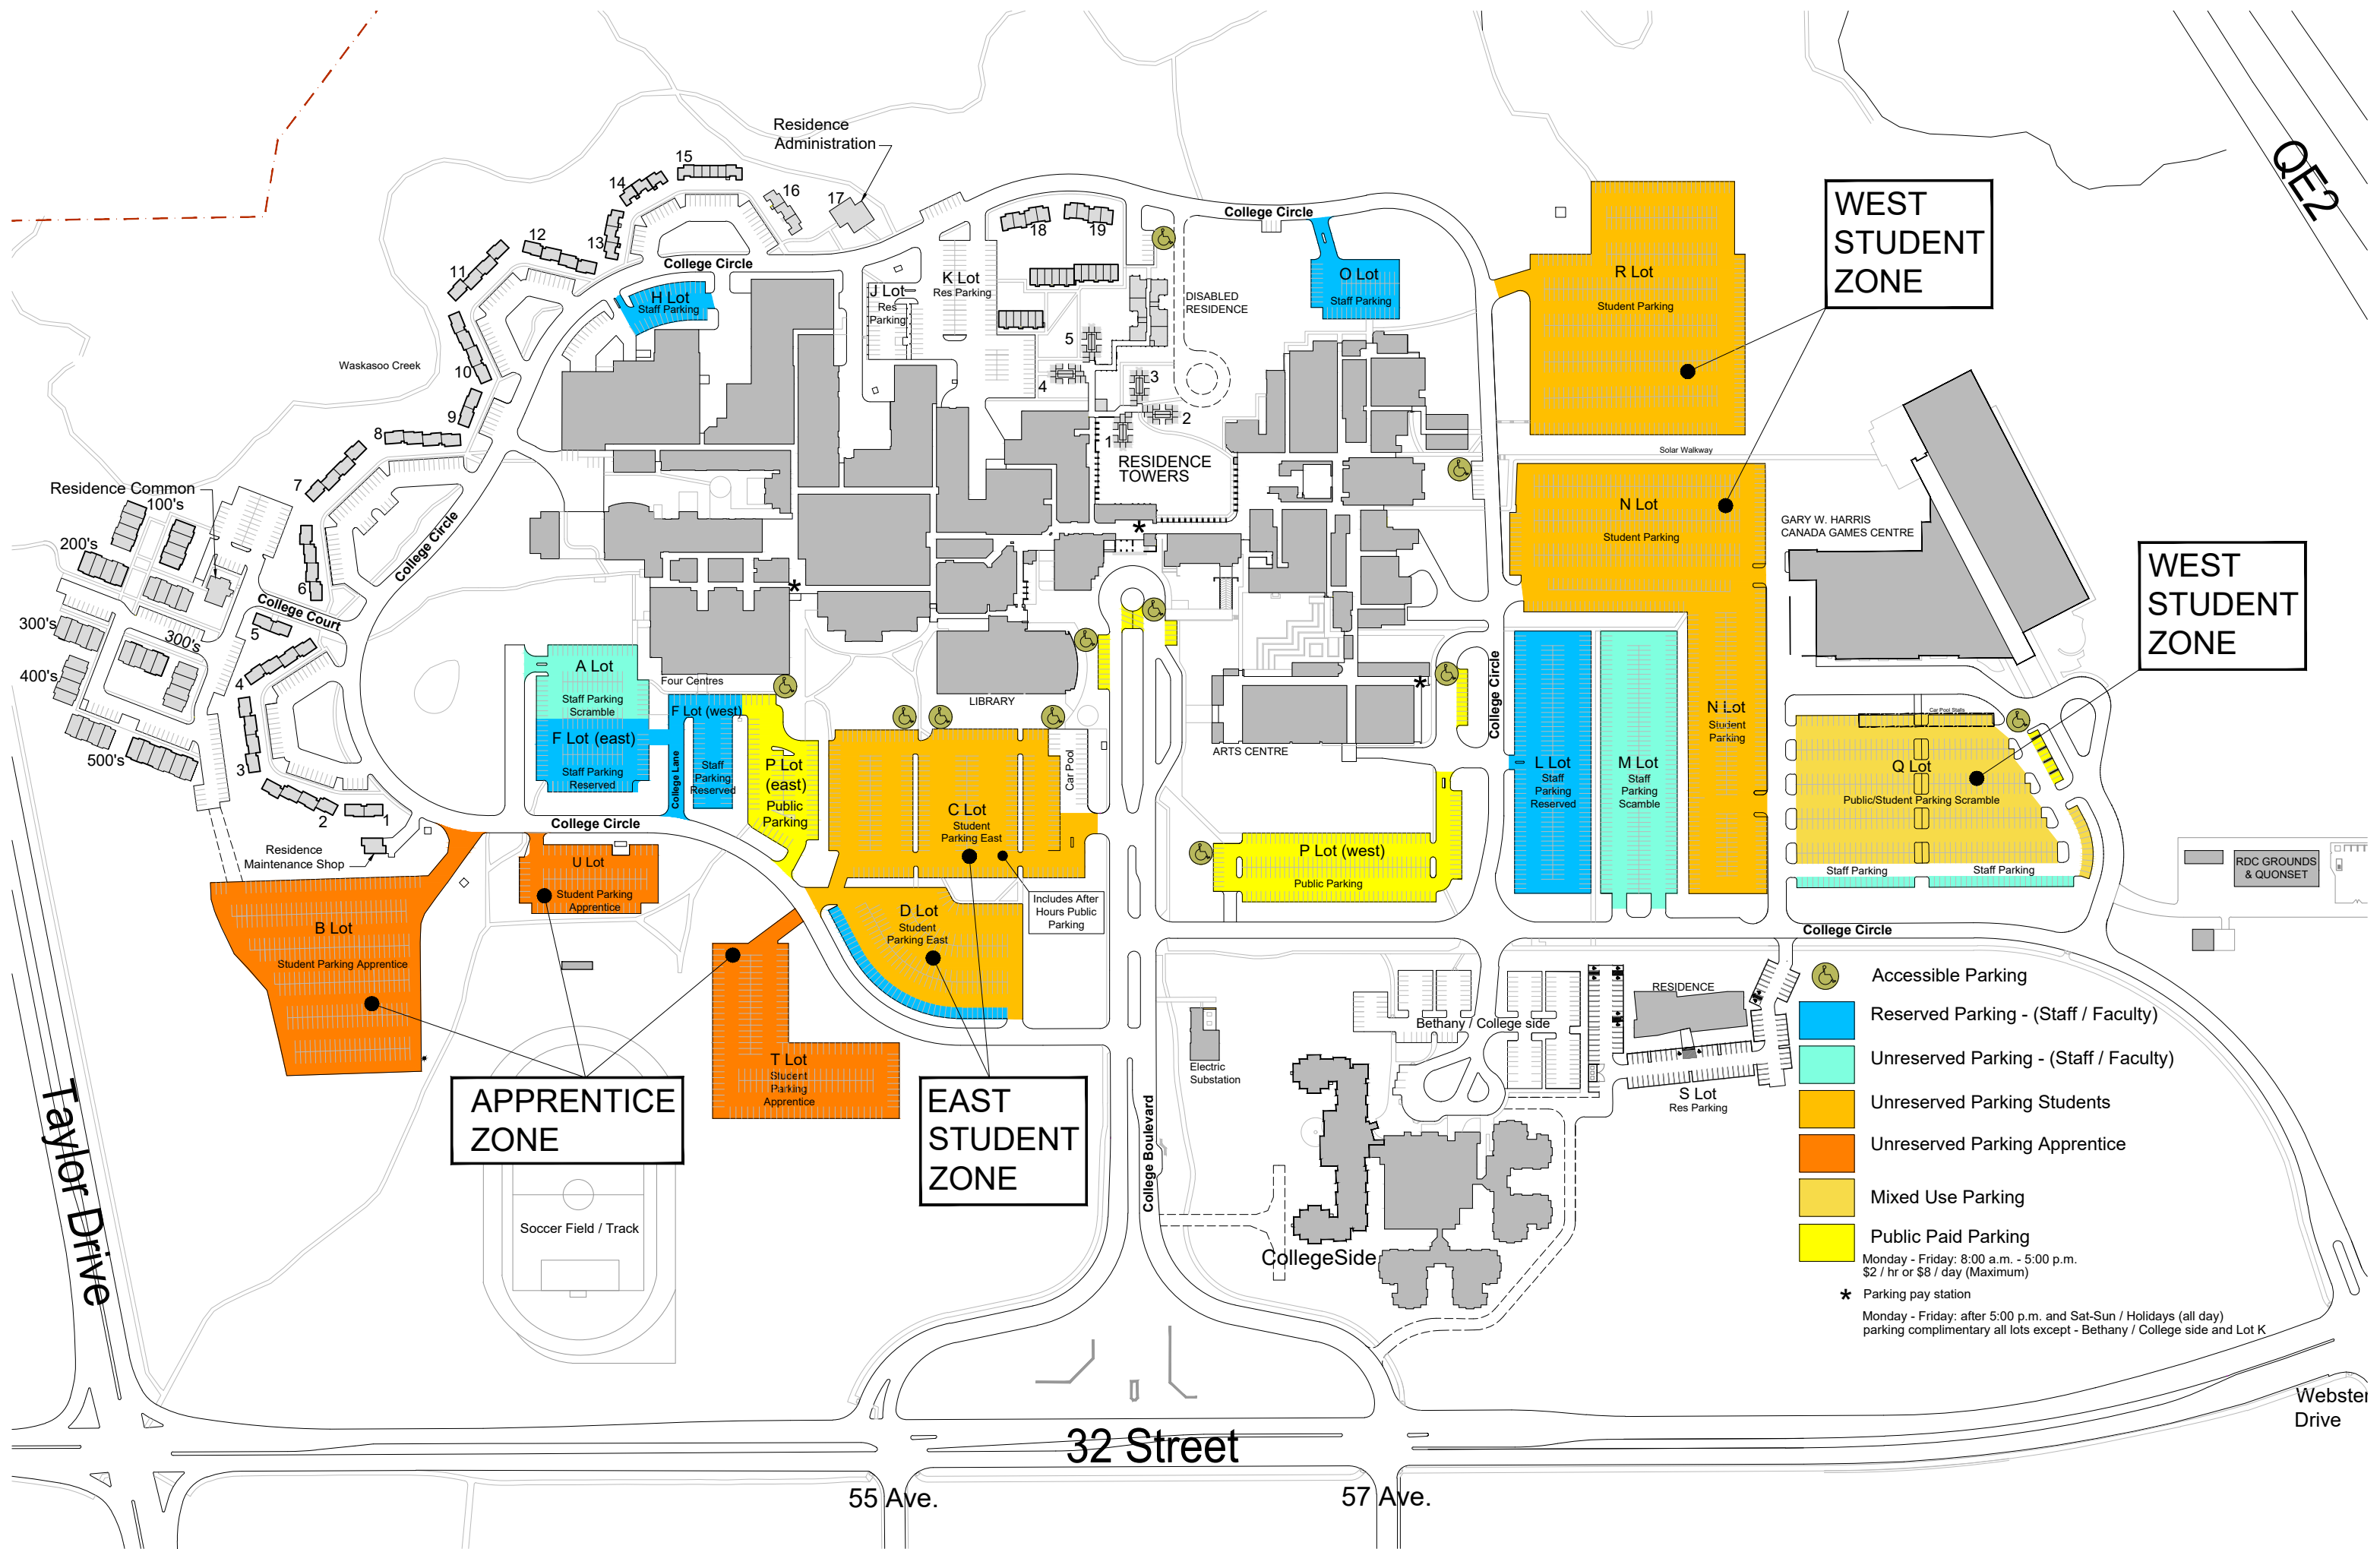 Residence
Administration
15
14
16
17
13
12
11
10
9
8
7
College Circle
H Lot
Staff Parking
J Lot
Res
Parking
K Lot
Res Parking
18
19
College Circle
DISABLED
RESIDENCE
O Lot
Staff Parking
R Lot
Student Parking
WEST
STUDENT
ZONE
QE2
Waskasoo Creek
5
4
3
2
1
RESIDENCE
TOWERS
Solar Walkway
N Lot
Student Parking
GARY W. HARRIS
CANADA GAMES CENTRE
WEST
STUDENT
ZONE
Residence Common
100's
200's
300's
300's
400's
500's
College Court
College Circle
6
5
4
3
2
1
*
*
*
A Lot
Staff Parking
Scramble
F Lot (east)
Staff Parking
Reserved
Four Centres
F Lot (west)
Staff
Parking
Reserved
College Lane
P Lot
(east)
Public
Parking
LIBRARY
C Lot
Student
Parking East
Car Pool
ARTS CENTRE
College Circle
L Lot
Staff
Parking
Reserved
M Lot
Staff
Parking
Scamble
N Lot
Student
Parking
Car Pool Stalls
Q Lot
Public/Student Parking Scramble
Staff Parking
Staff Parking
P Lot (west)
Public Parking
RDC GROUNDS
& QUONSET
Residence
Maintenance Shop
College Circle
U Lot
Student Parking
Apprentice
B Lot
Student Parking Apprentice
D Lot
Student
Parking East
Includes After
Hours Public
Parking
College Circle
T Lot
Student
Parking
Apprentice
APPRENTICE
ZONE
EAST
STUDENT
ZONE
Electric
Substation
Bethany / College side
RESIDENCE
S Lot
Res Parking
College Boulevard
CollegeSide
Soccer Field / Track
Taylor Drive
Accessible Parking
Reserved Parking - (Staff / Faculty)
Unreserved Parking - (Staff / Faculty)
Unreserved Parking Students
Unreserved Parking Apprentice
Mixed Use Parking
Public Paid Parking
Monday - Friday: 8:00 a.m. - 5:00 p.m.
$2 / hr or $8 / day (Maximum)
* Parking pay station
Monday - Friday: after 5:00 p.m. and Sat-Sun / Holidays (all day)
parking complimentary all lots except - Bethany / College side and Lot K
Webster
Drive
32 Street
55 Ave.
57 Ave.